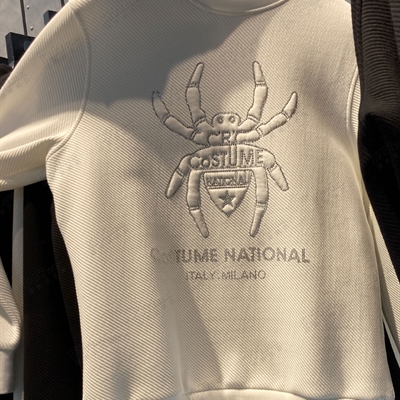 C'R'C
CoSTUME
NATIONAL
CoSTUME NATIONAL
ITALY. MILANO